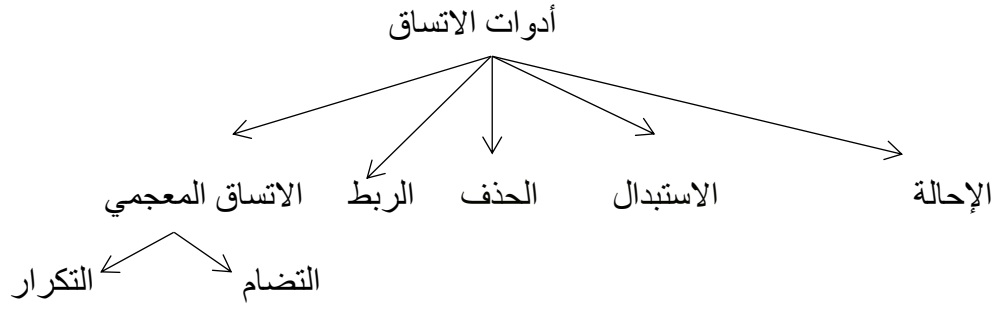 أدوات الاتساق
الإحالة الاستبدال الحذف الربط الاتساق المعجمي
التضام التكرار